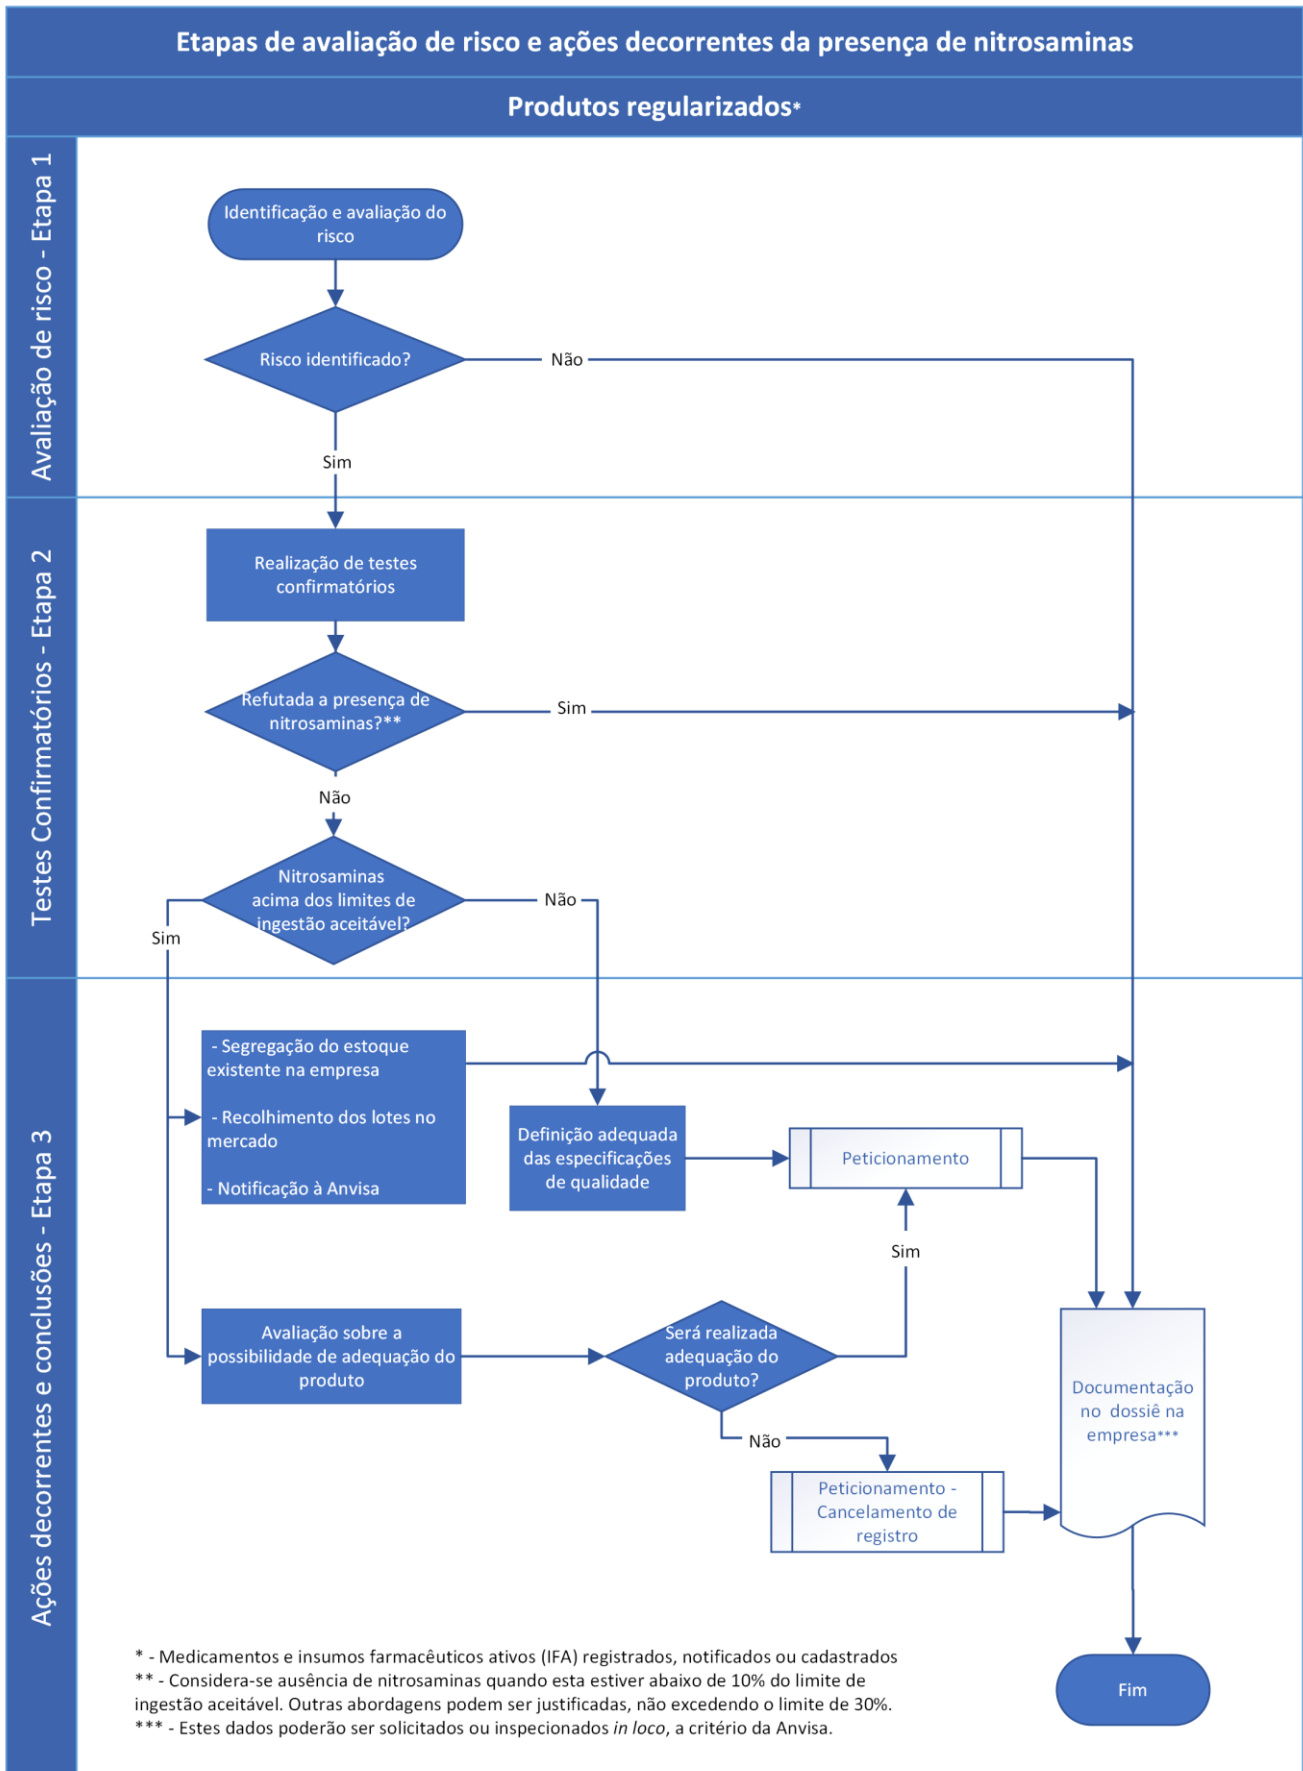 Etapas de avaliação de risco e ações decorrentes da presença de nitrosaminas
Produtos regularizados*
Avaliação de risco - Etapa 1
Identificação e avaliação do
risco
Risco identificado?
Não
Sim
Testes Confirmatórios - Etapa 2
Realização de testes
confirmatórios
Refutada a presença de
nitrosaminas?**
Sim
Não
Nitrosaminas
acima dos limites de
ingestão aceitável?
Não
Sim
Ações decorrentes e conclusões - Etapa 3
- Segregação do estoque
existente na empresa
- Recolhimento dos lotes no
mercado
- Notificação à Anvisa
Definição adequada
das especificações
de qualidade
Peticionamento
Sim
Avaliação sobre a
possibilidade de adequação do
produto
Será realizada
adequação do
produto?
Não
Peticionamento -
Cancelamento de
registro
Documentação
no dossiê na
empresa***
Fim
* - Medicamentos e insumos farmacêuticos ativos (IFA) registrados, notificados ou cadastrados
** - Considera-se ausência de nitrosaminas quando esta estiver abaixo de 10% do limite de
ingestão aceitável. Outras abordagens podem ser justificadas, não excedendo o limite de 30%.
*** - Estes dados poderão ser solicitados ou inspecionados in loco, a critério da Anvisa.